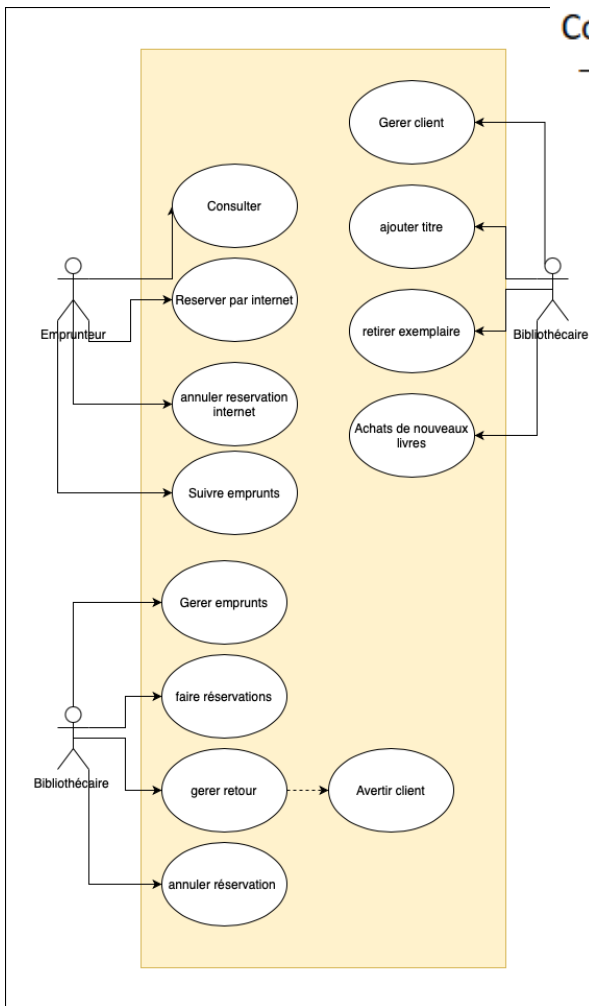 Co
Gerer client
Consulter
ajouter titre
Reserver par internet
Emprunteur
retirer exemplaire
Bibliothécaire
annuler reservation
internet
Achats de nouveaux
livres
Suivre emprunts
Gerer emprunts
faire réservations
Bibliothécaire
gerer retour
Avertir client
annuler réservation